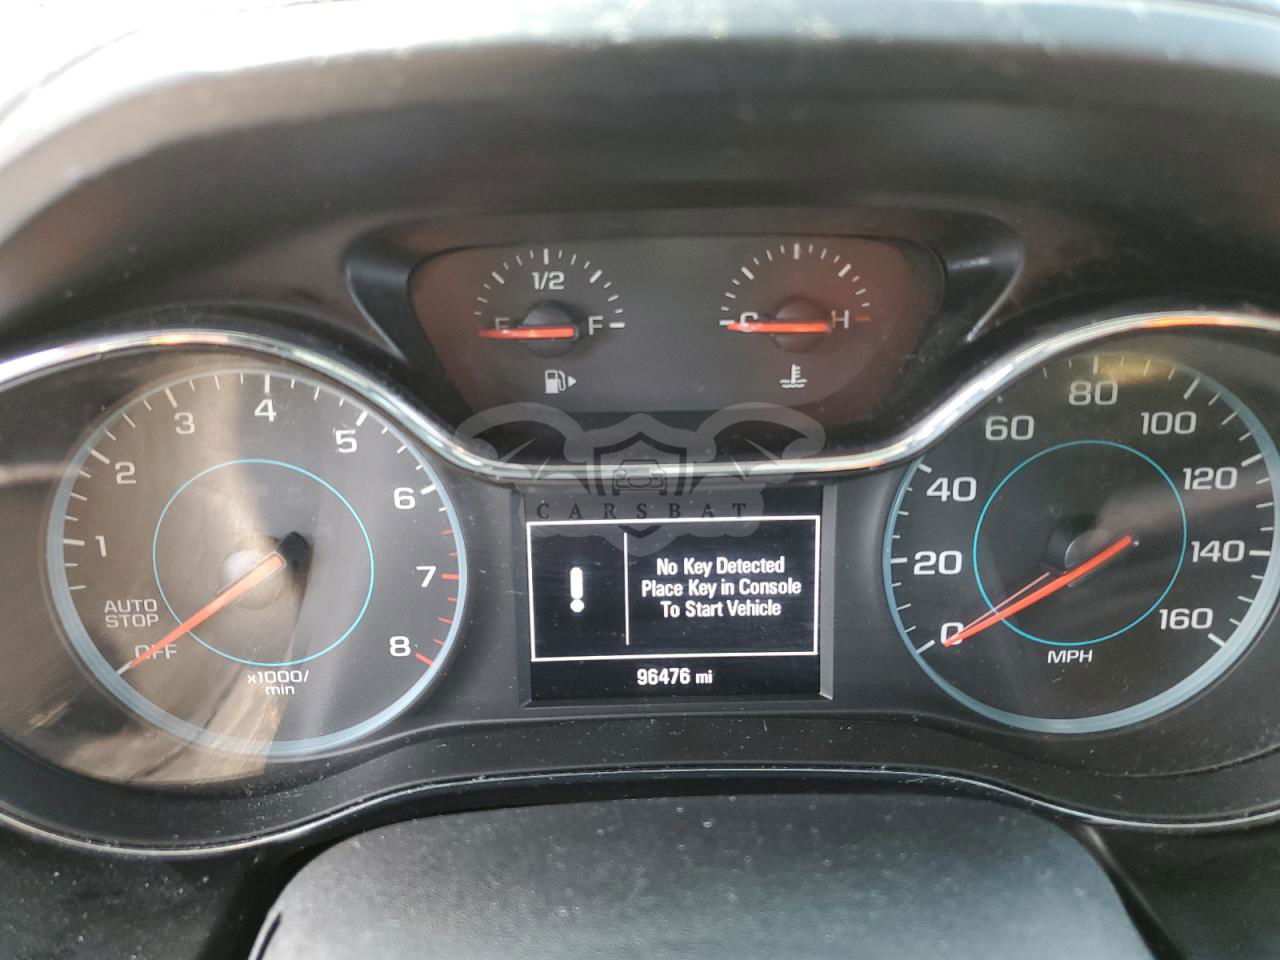 1/2
E
F
C
H
1
2
3
4
5
6
7
8
AUTO
STOP
OFF
x1000/
min
CARSBAT
No Key Detected
Place Key in Console
To Start Vehicle
96476 mi
0
20
40
60
80
100
120
140
160
MPH